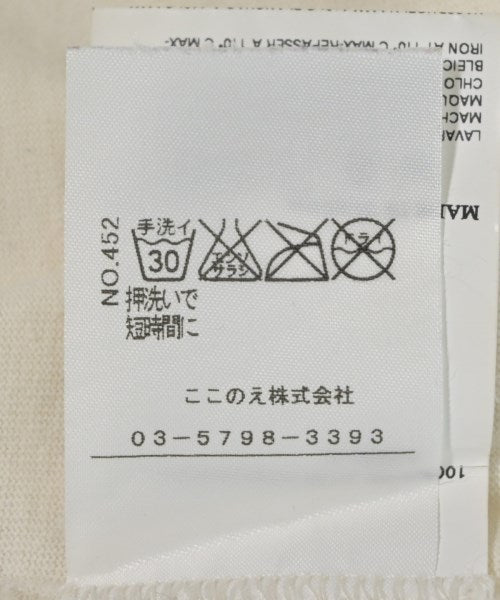 NO.452
手洗イ
30
エンソ
サラシ
ドライ
押洗いで
短時間に
ここのえ株式会社
03-5798-3393
IRON AT 110°C MAX-REPASSER A 110°C MAX-
BLEIC
CHLO
MAQU
MACH
LAVAR
MAD
100